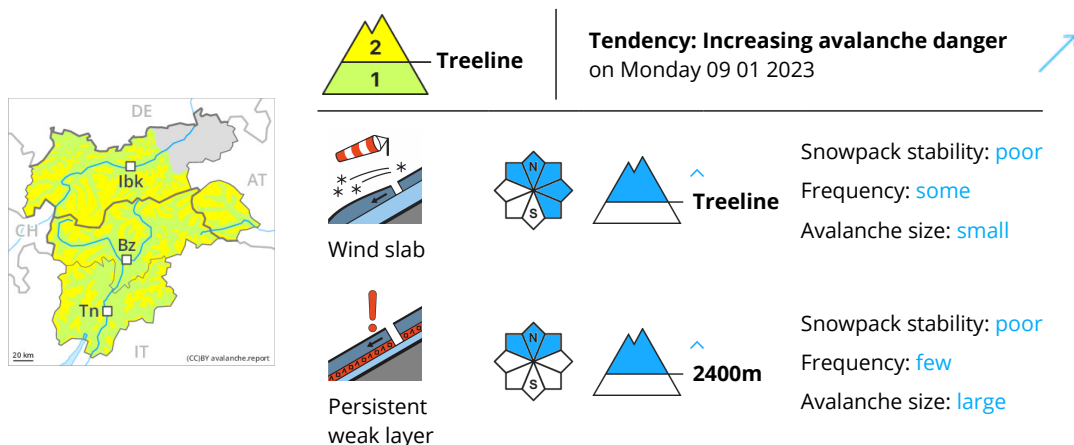 2
1
Treeline
Tendency: Increasing avalanche danger
on Monday 09 01 2023
DE
AT
CH
IT
Ibk
Bz
Tn
20 km
(CC)BY avalanche.report
Wind slab
N
S
Treeline
Snowpack stability: poor
Frequency: some
Avalanche size: small
Persistent
weak layer
N
S
2400m
Snowpack stability: poor
Frequency: few
Avalanche size: large